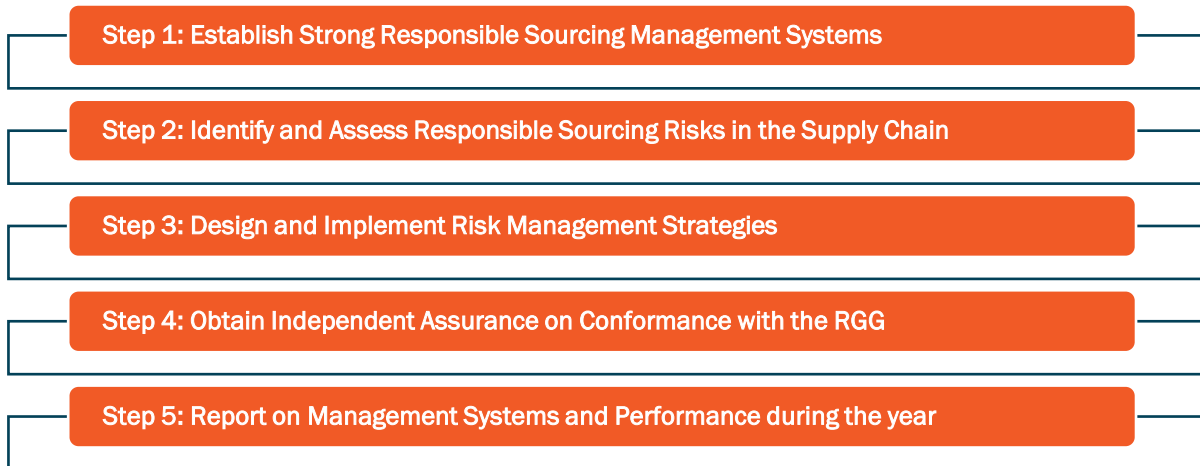 Step 1: Establish Strong Responsible Sourcing Management Systems
Step 2: Identify and Assess Responsible Sourcing Risks in the Supply Chain
Step 3: Design and Implement Risk Management Strategies
Step 4: Obtain Independent Assurance on Conformance with the RGG
Step 5: Report on Management Systems and Performance during the year